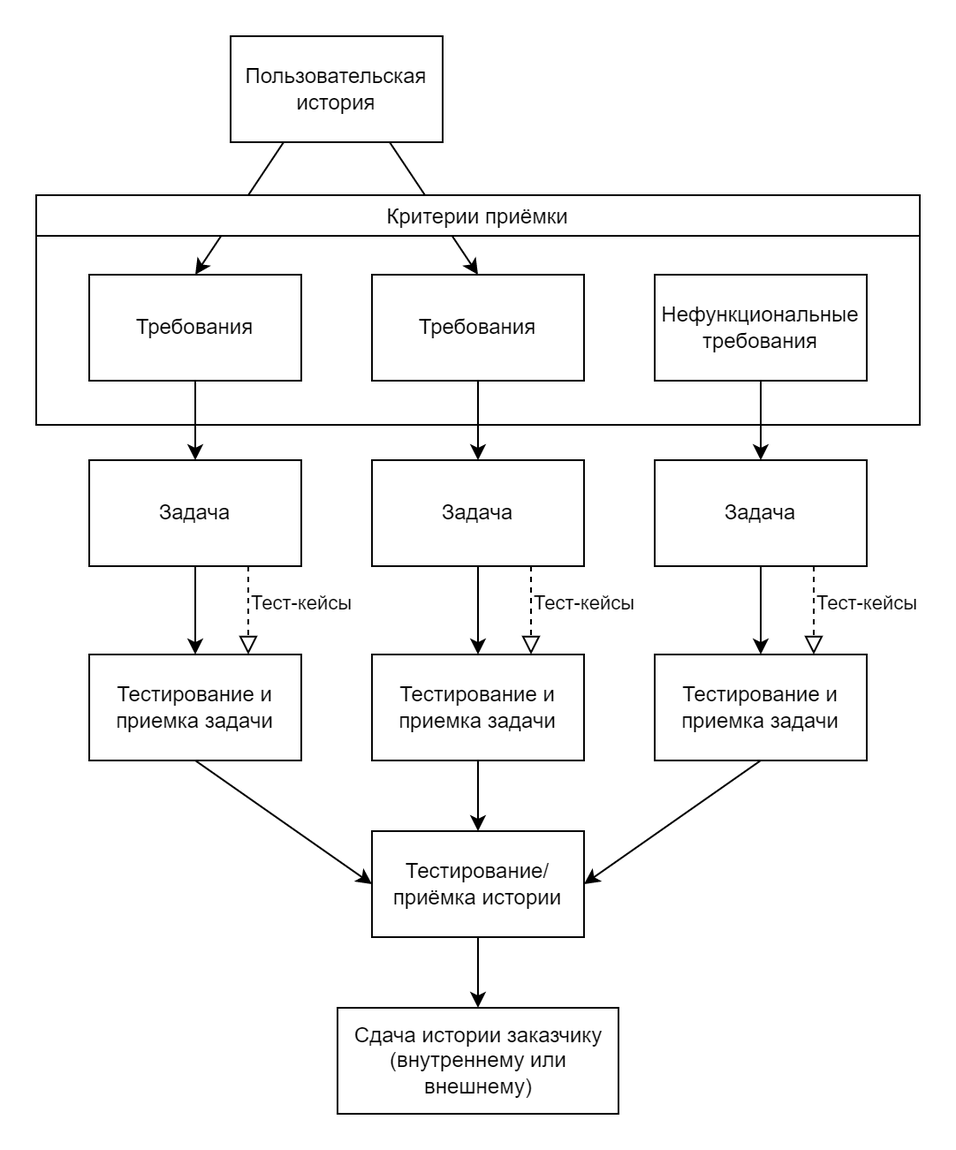 Пользовательская
история
Критерии приёмки
Требования
Требования
Нефункциональные
требования
Задача
Задача
Задача
Тест-кейсы
Тест-кейсы
Тест-кейсы
Тестирование и
приемка задачи
Тестирование и
приемка задачи
Тестирование и
приемка задачи
Тестирование/
приёмка истории
Сдача истории заказчику
(внутреннему или
внешнему)